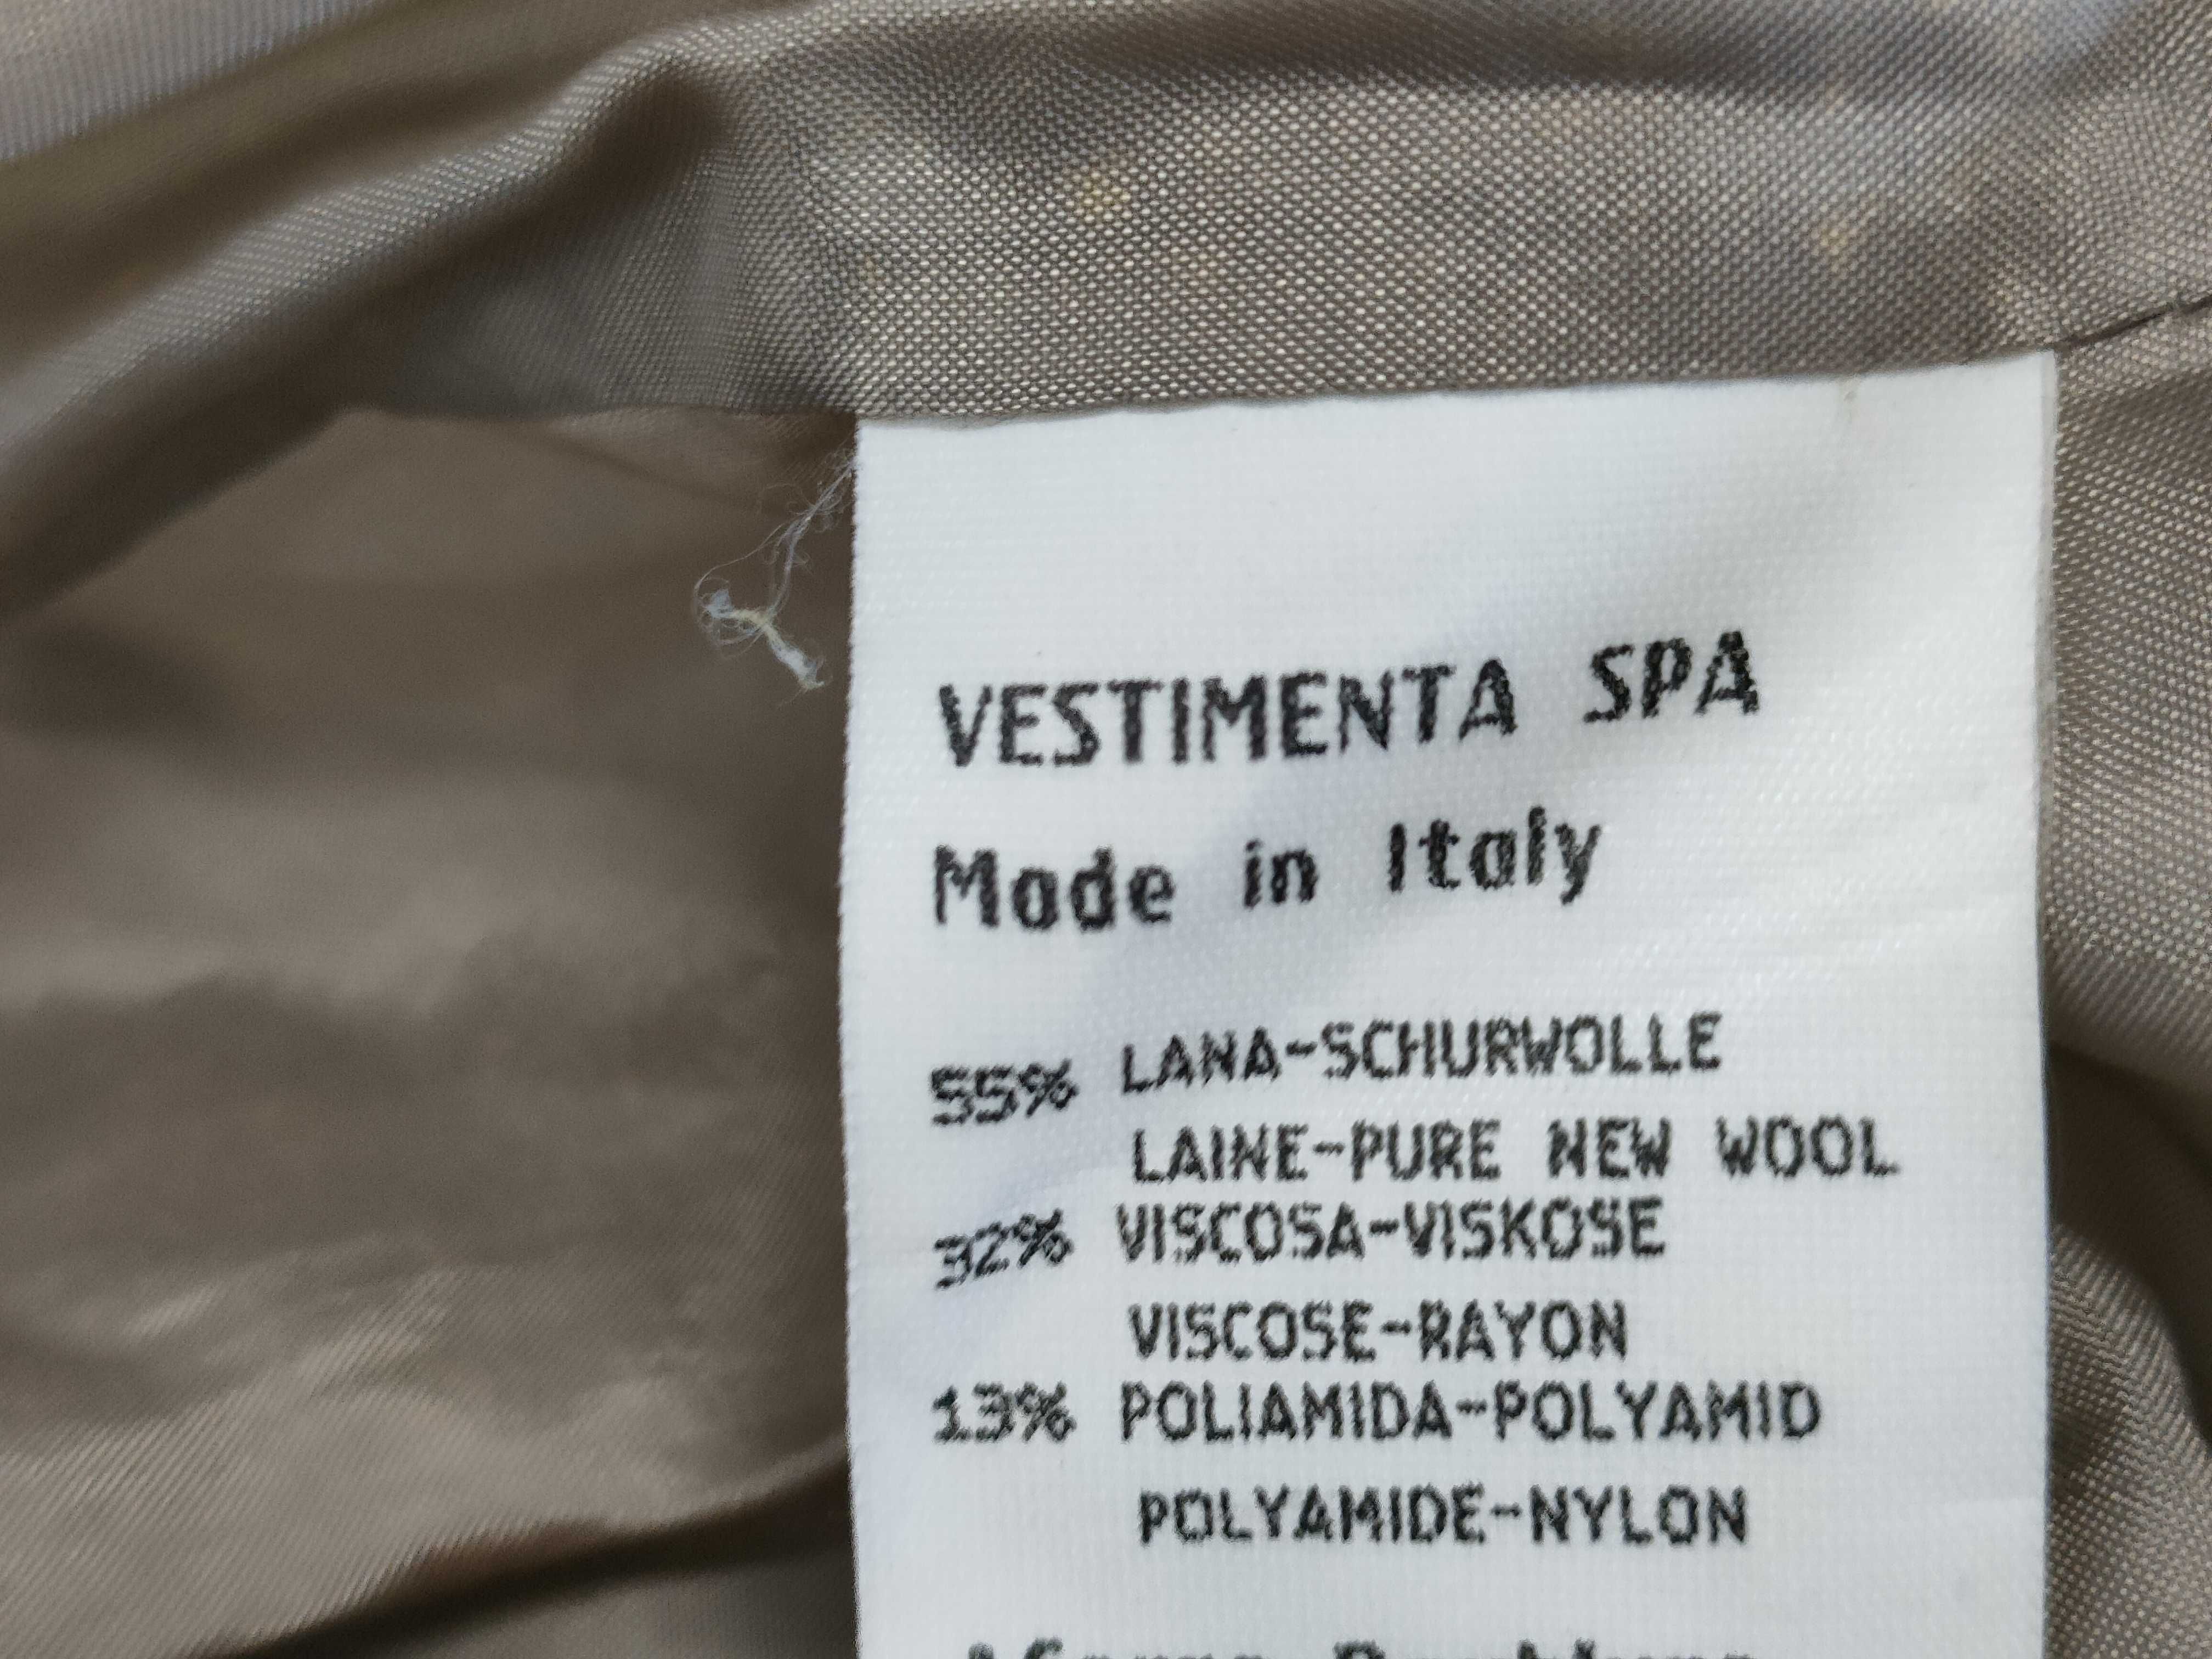 VESTIMENTA SPA
Made in Italy
55% LANA-SCHURWOLLE
LAINE-PURE NEW WOOL
32% VISCOSA-VISKOSE
VISCOSE-RAYON
13% POLIAMIDA-POLYAMID
POLYAMIDE-NYLON